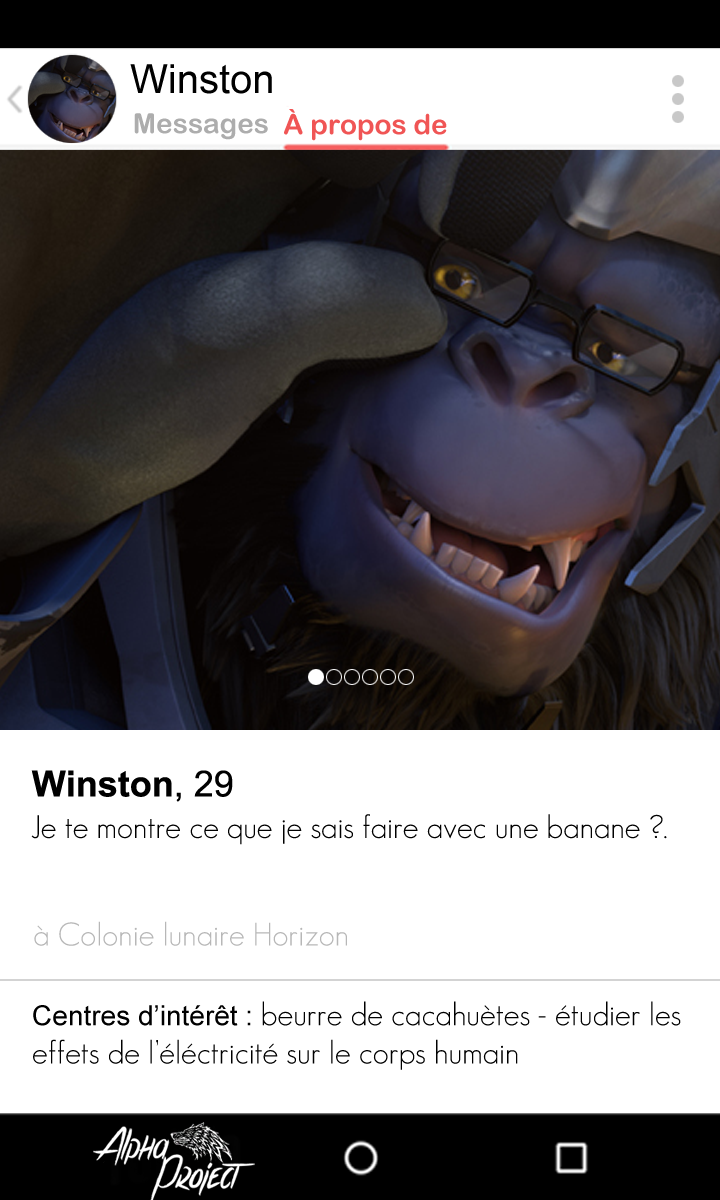 Winston
Messages À propos de
Winston, 29
Je te montre ce que je sais faire avec une banane ?.
à Colonie lunaire Horizon
Centres d'intérêt : beurre de cacahuètes - étudier les
effets de l'éléctricité sur le corps humain
Alpha
Project